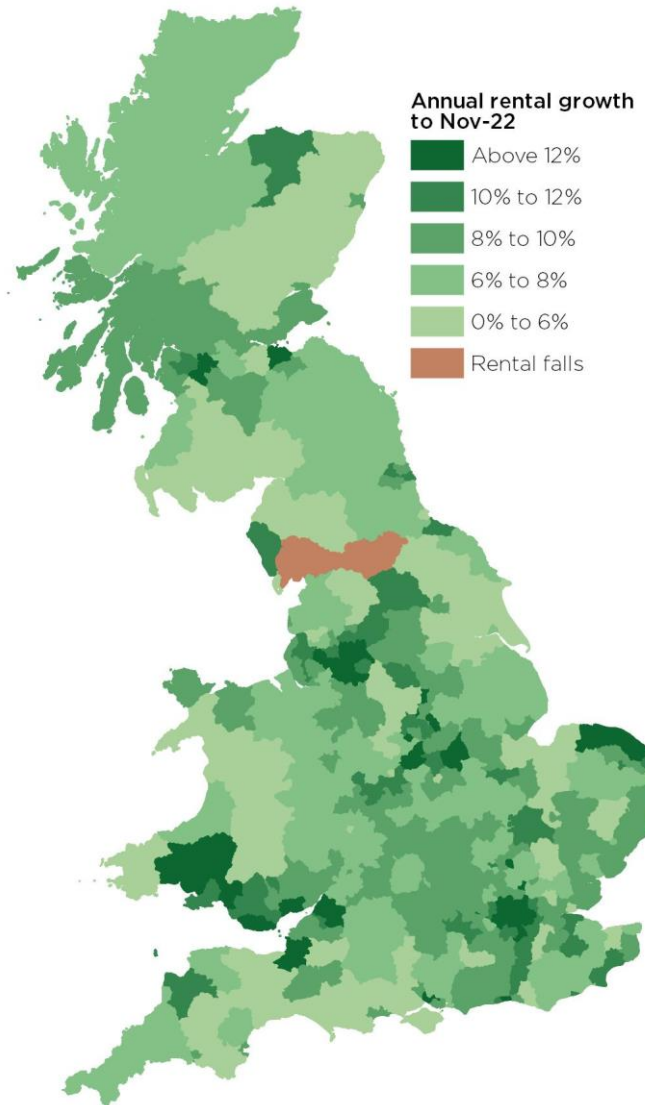 Annual rental growth
to Nov-22
Above 12%
10% to 12%
8% to 10%
6% to 8%
0% to 6%
Rental falls